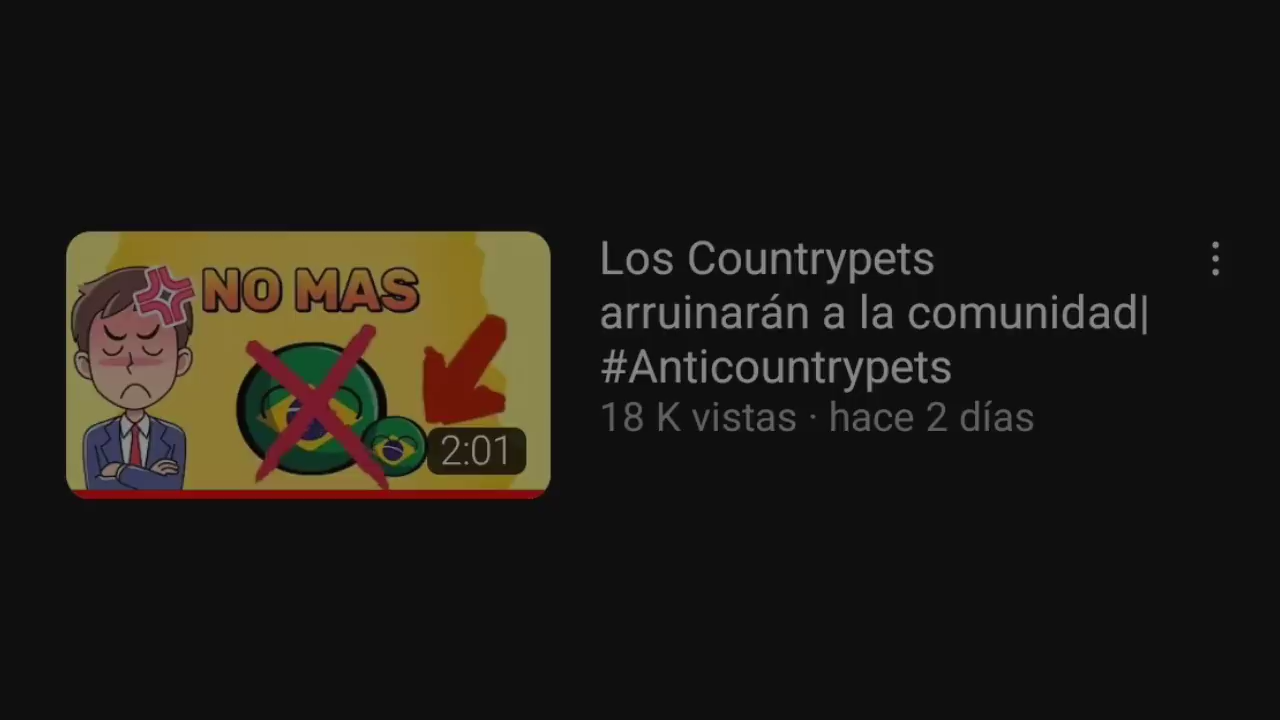 NO MAS
2:01
Los Countrypets
arruinarán a la comunidad|
#Anticountrypets
18 K vistas · hace 2 días